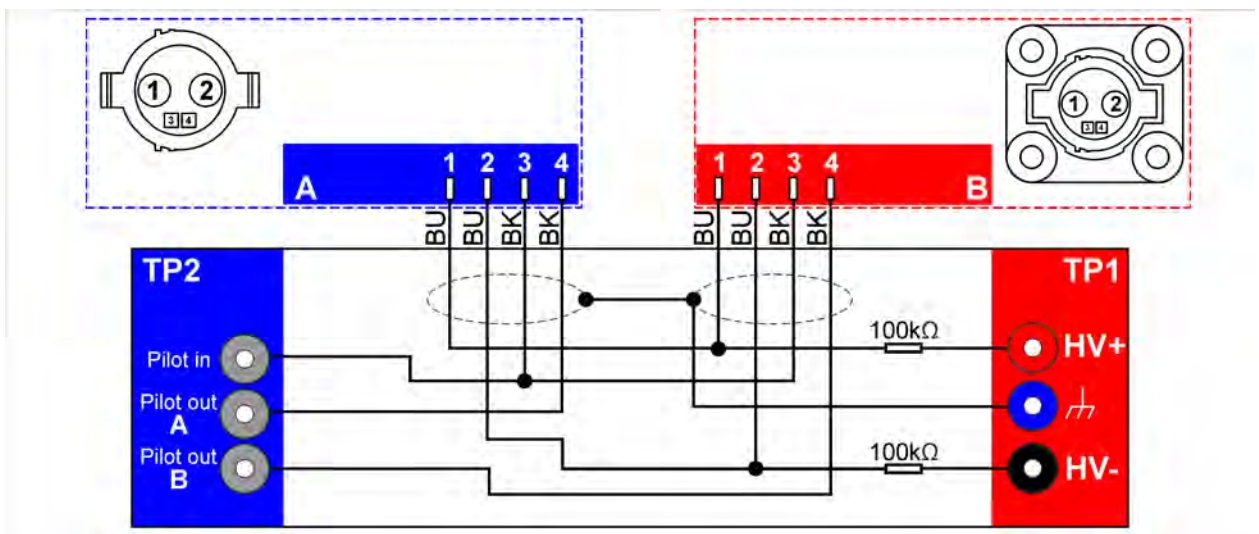 1 2
3 4
A
1 2 3 4
BU BU BK BK
1 2 3 4
B
BU BU BK BK
1 2
3 4
TP2
Pilot in
Pilot out
A
Pilot out
B
100kΩ
100kΩ
TP1
HV+
HV-